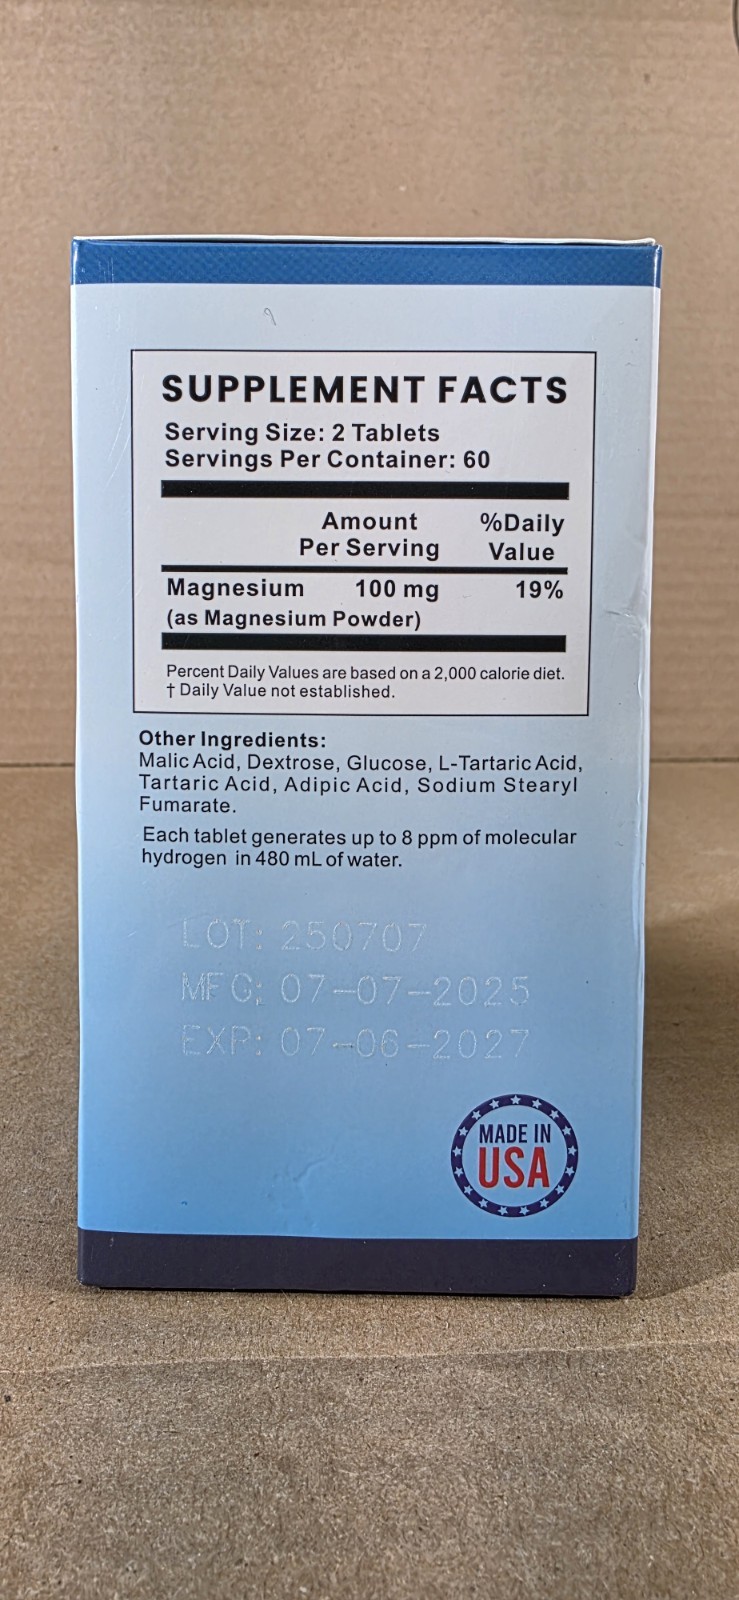 SUPPLEMENT FACTS
Serving Size: 2 Tablets
Servings Per Container: 60
Amount Per Serving %Daily Value
Magnesium 100 mg 19%
(as Magnesium Powder)
Percent Daily Values are based on a 2,000 calorie diet.
† Daily Value not established.
Other Ingredients:
Malic Acid, Dextrose, Glucose, L-Tartaric Acid,
Tartaric Acid, Adipic Acid, Sodium Stearyl
Fumarate.
Each tablet generates up to 8 ppm of molecular
hydrogen in 480 mL of water.
LOT: 250707
MFG: 07-07-2025
EXP: 07-06-2027
MADE IN
USA